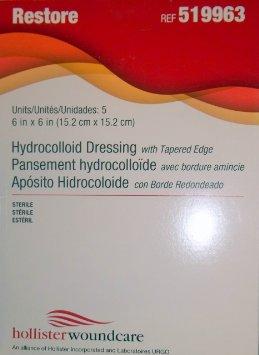 Restore REF 519963
Units/Unités/Unidades: 5
6 in x 6 in (15.2 cm x 15.2 cm)
Hydrocolloid Dressing with Tapered Edge
Pansement hydrocolloïde avec bordure amincie
Apósito Hidrocoloide con Borde Redondeado
STERILE
STÉRILE
ESTÉRIL
hollisterwoundcare
An alliance of Hollister Incorporated and Laboratoires URGO